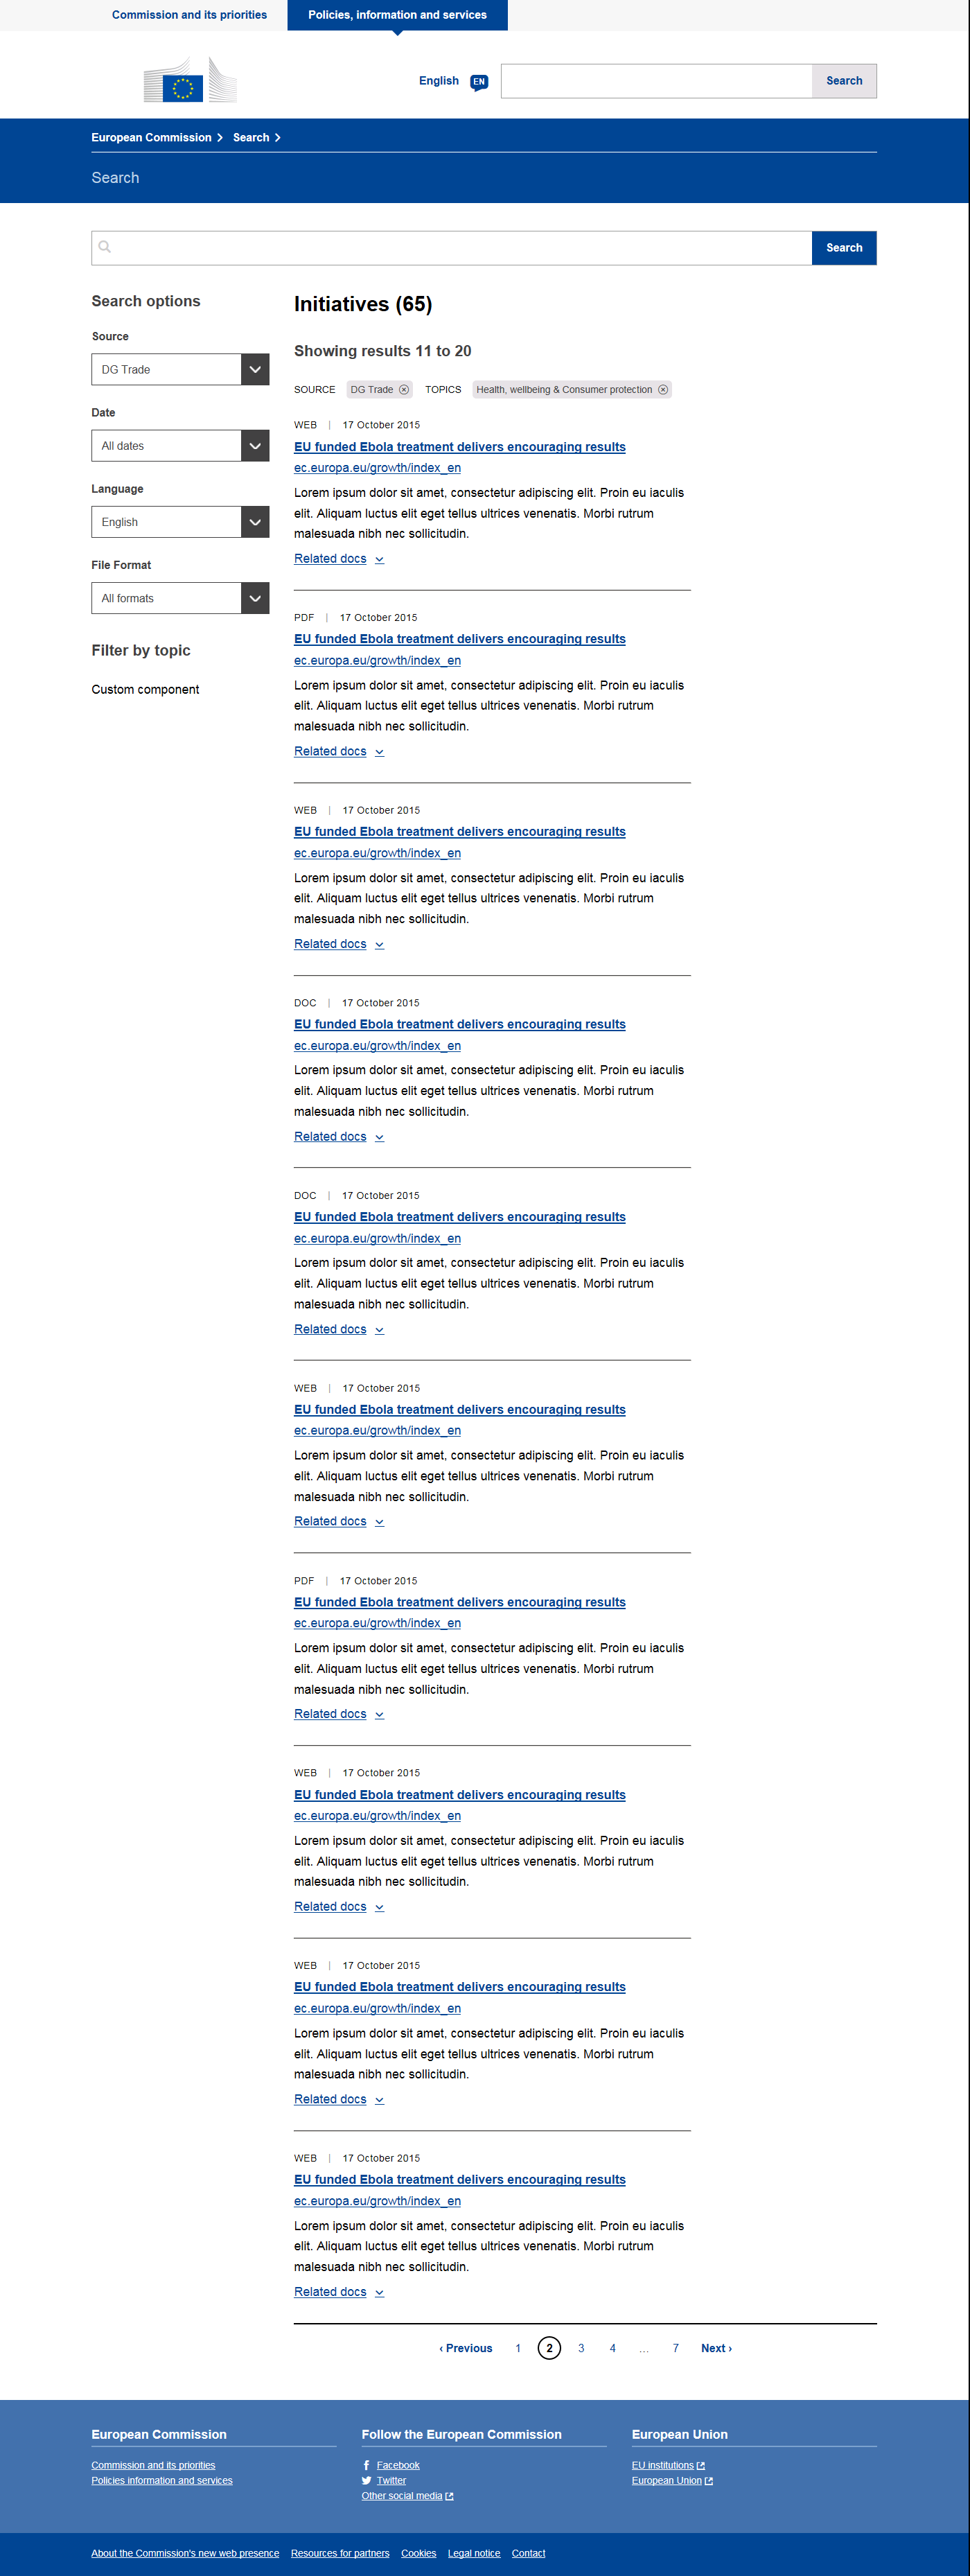 Commission and its priorities
Policies, information and services
English EN
Search
European Commission Search
Search
Search
Search options
Source
DG Trade
Date
All dates
Language
English
File Format
All formats
Filter by topic
Custom component
Initiatives (65)
Showing results 11 to 20
SOURCE DG Trade TOPICS Health, wellbeing & Consumer protection
WEB | 17 October 2015
EU funded Ebola treatment delivers encouraging results
ec.europa.eu/growth/index_en
Lorem ipsum dolor sit amet, consectetur adipiscing elit. Proin eu iaculis
elit. Aliquam luctus elit eget tellus ultrices venenatis. Morbi rutrum
malesuada nibh nec sollicitudin.
Related docs
PDF | 17 October 2015
EU funded Ebola treatment delivers encouraging results
ec.europa.eu/growth/index_en
Lorem ipsum dolor sit amet, consectetur adipiscing elit. Proin eu iaculis
elit. Aliquam luctus elit eget tellus ultrices venenatis. Morbi rutrum
malesuada nibh nec sollicitudin.
Related docs
WEB | 17 October 2015
EU funded Ebola treatment delivers encouraging results
ec.europa.eu/growth/index_en
Lorem ipsum dolor sit amet, consectetur adipiscing elit. Proin eu iaculis
elit. Aliquam luctus elit eget tellus ultrices venenatis. Morbi rutrum
malesuada nibh nec sollicitudin.
Related docs
DOC | 17 October 2015
EU funded Ebola treatment delivers encouraging results
ec.europa.eu/growth/index_en
Lorem ipsum dolor sit amet, consectetur adipiscing elit. Proin eu iaculis
elit. Aliquam luctus elit eget tellus ultrices venenatis. Morbi rutrum
malesuada nibh nec sollicitudin.
Related docs
DOC | 17 October 2015
EU funded Ebola treatment delivers encouraging results
ec.europa.eu/growth/index_en
Lorem ipsum dolor sit amet, consectetur adipiscing elit. Proin eu iaculis
elit. Aliquam luctus elit eget tellus ultrices venenatis. Morbi rutrum
malesuada nibh nec sollicitudin.
Related docs
WEB | 17 October 2015
EU funded Ebola treatment delivers encouraging results
ec.europa.eu/growth/index_en
Lorem ipsum dolor sit amet, consectetur adipiscing elit. Proin eu iaculis
elit. Aliquam luctus elit eget tellus ultrices venenatis. Morbi rutrum
malesuada nibh nec sollicitudin.
Related docs
PDF | 17 October 2015
EU funded Ebola treatment delivers encouraging results
ec.europa.eu/growth/index_en
Lorem ipsum dolor sit amet, consectetur adipiscing elit. Proin eu iaculis
elit. Aliquam luctus elit eget tellus ultrices venenatis. Morbi rutrum
malesuada nibh nec sollicitudin.
Related docs
WEB | 17 October 2015
EU funded Ebola treatment delivers encouraging results
ec.europa.eu/growth/index_en
Lorem ipsum dolor sit amet, consectetur adipiscing elit. Proin eu iaculis
elit. Aliquam luctus elit eget tellus ultrices venenatis. Morbi rutrum
malesuada nibh nec sollicitudin.
Related docs
WEB | 17 October 2015
EU funded Ebola treatment delivers encouraging results
ec.europa.eu/growth/index_en
Lorem ipsum dolor sit amet, consectetur adipiscing elit. Proin eu iaculis
elit. Aliquam luctus elit eget tellus ultrices venenatis. Morbi rutrum
malesuada nibh nec sollicitudin.
Related docs
WEB | 17 October 2015
EU funded Ebola treatment delivers encouraging results
ec.europa.eu/growth/index_en
Lorem ipsum dolor sit amet, consectetur adipiscing elit. Proin eu iaculis
elit. Aliquam luctus elit eget tellus ultrices venenatis. Morbi rutrum
malesuada nibh nec sollicitudin.
Related docs
‹ Previous 1 2 3 4 ... 7 Next ›
European Commission
Commission and its priorities
Policies information and services
Follow the European Commission
Facebook
Twitter
Other social media
European Union
EU institutions
European Union
About the Commission's new web presence Resources for partners Cookies Legal notice Contact